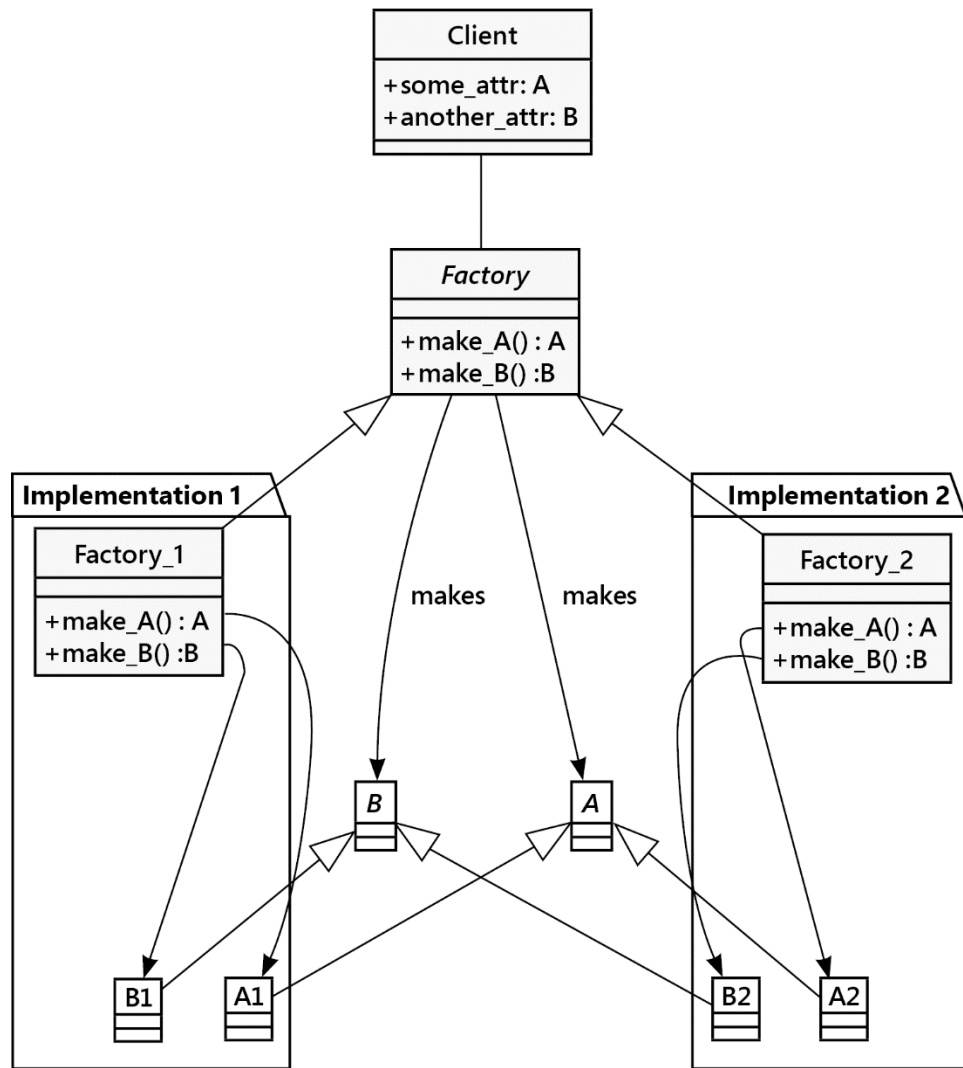 Client
+some_attr: A
+another_attr: B
Factory
+make_A() : A
+make_B() :B
Implementation 1
Implementation 2
Factory_1
+make_A() : A
+make_B() :B
Factory_2
+make_A() : A
+make_B() :B
makes
makes
B
A
B1
A1
B2
A2